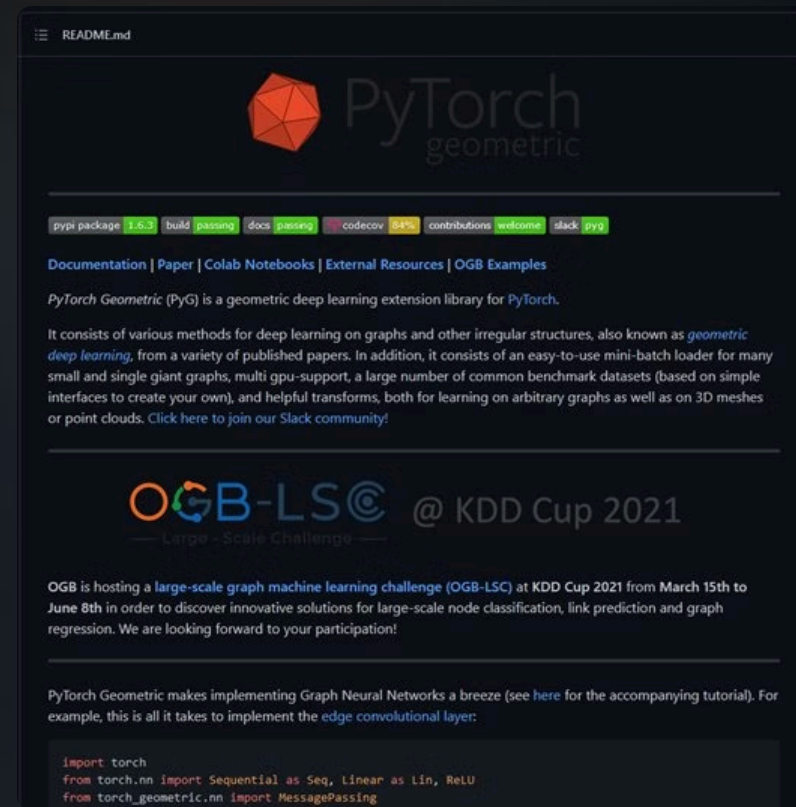 README.md
PyTorch
geometric
pypi package 1.6.3 build passing docs passing codecov 84% contributions welcome slack pyg
Documentation | Paper | Colab Notebooks | External Resources | OGB Examples
PyTorch Geometric (PyG) is a geometric deep learning extension library for PyTorch.
It consists of various methods for deep learning on graphs and other irregular structures, also known as geometric
deep learning, from a variety of published papers. In addition, it consists of an easy-to-use mini-batch loader for many
small and single giant graphs, multi gpu-support, a large number of common benchmark datasets (based on simple
interfaces to create your own), and helpful transforms, both for learning on arbitrary graphs as well as on 3D meshes
or point clouds. Click here to join our Slack community!
OGB-LSC @ KDD Cup 2021
Large - Scale Challenge
OGB is hosting a large-scale graph machine learning challenge (OGB-LSC) at KDD Cup 2021 from March 15th to
June 8th in order to discover innovative solutions for large-scale node classification, link prediction and graph
regression. We are looking forward to your participation!
PyTorch Geometric makes implementing Graph Neural Networks a breeze (see here for the accompanying tutorial). For
example, this is all it takes to implement the edge convolutional layer:
import torch
from torch.nn import Sequential as Seq, Linear as Lin, ReLU
from torch_geometric.nn import MessagePassing